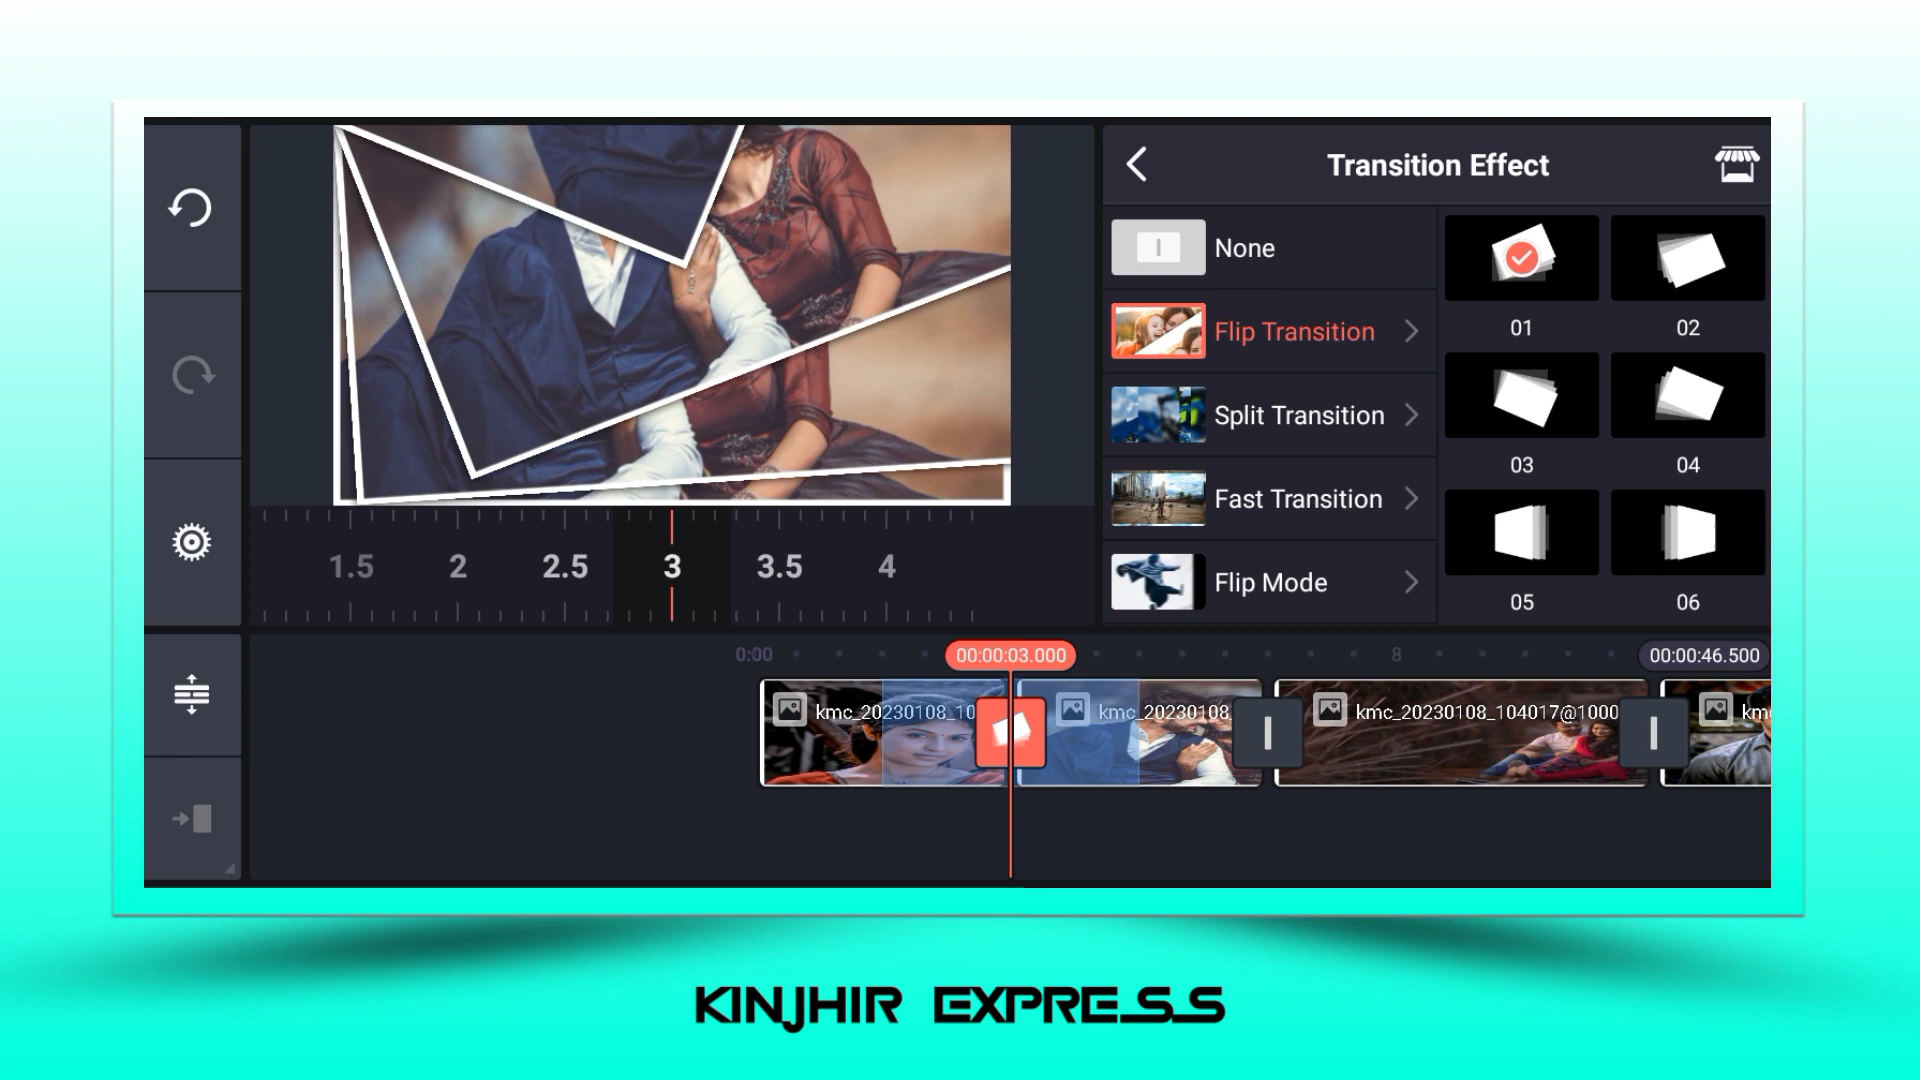 Transition Effect
None
Flip Transition
Split Transition
Fast Transition
Flip Mode
01
02
03
04
05
06
1.5 2 2.5 3 3.5 4
0:00 00:00:03.000 8 00:00:46.500
kmc_20230108_10 kmc_20230108_ kmc_20230108_104017@1000 km
KINJHIR EXPRESS